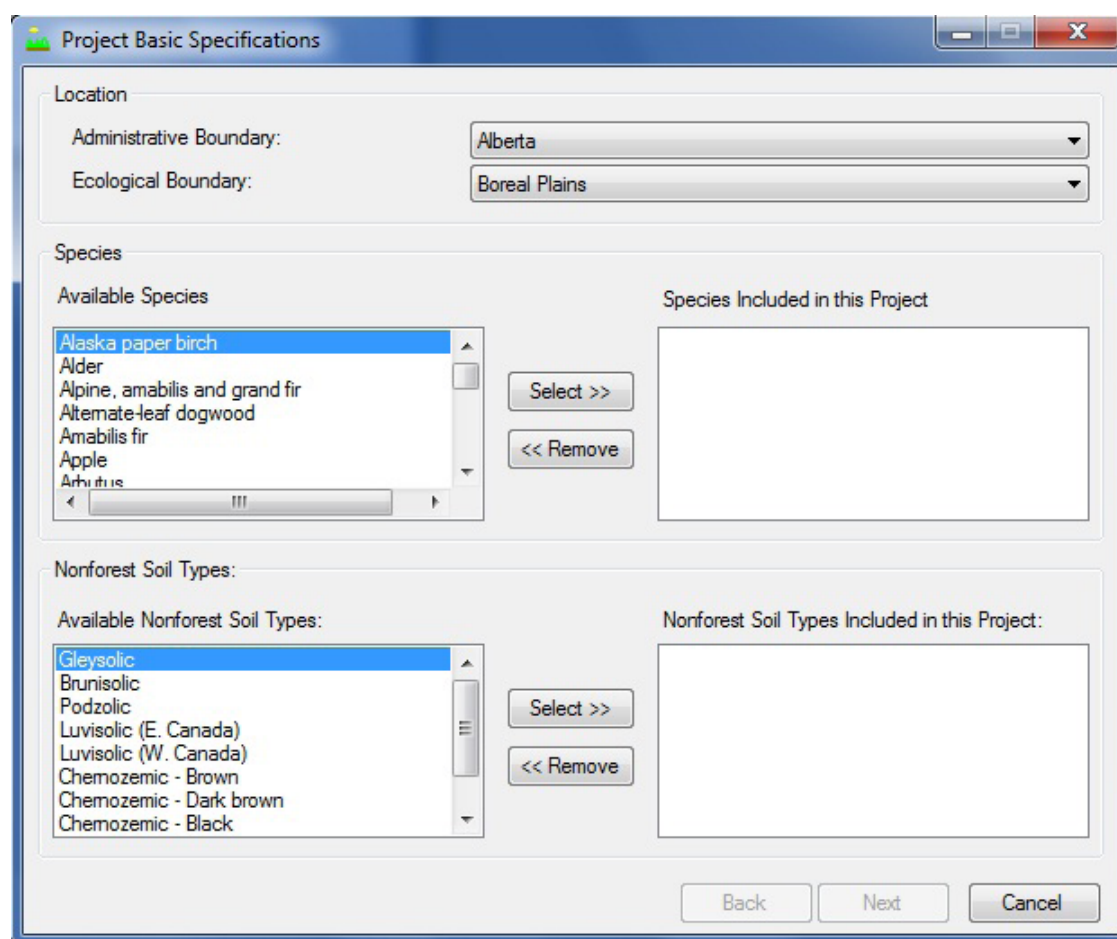 Project Basic Specifications
Location
Administrative Boundary:
Alberta
Ecological Boundary:
Boreal Plains
Species
Available Species
Species Included in this Project
Alaska paper birch
Alder
Alpine, amabilis and grand fir
Alternate-leaf dogwood
Amabilis fir
Apple
Arbutus
Select >>
<< Remove
Nonforest Soil Types:
Available Nonforest Soil Types:
Nonforest Soil Types Included in this Project:
Gleysolic
Brunisolic
Podzolic
Luvisolic (E. Canada)
Luvisolic (W. Canada)
Chernozemic - Brown
Chernozemic - Dark brown
Chernozemic - Black
Select >>
<< Remove
Back
Next
Cancel